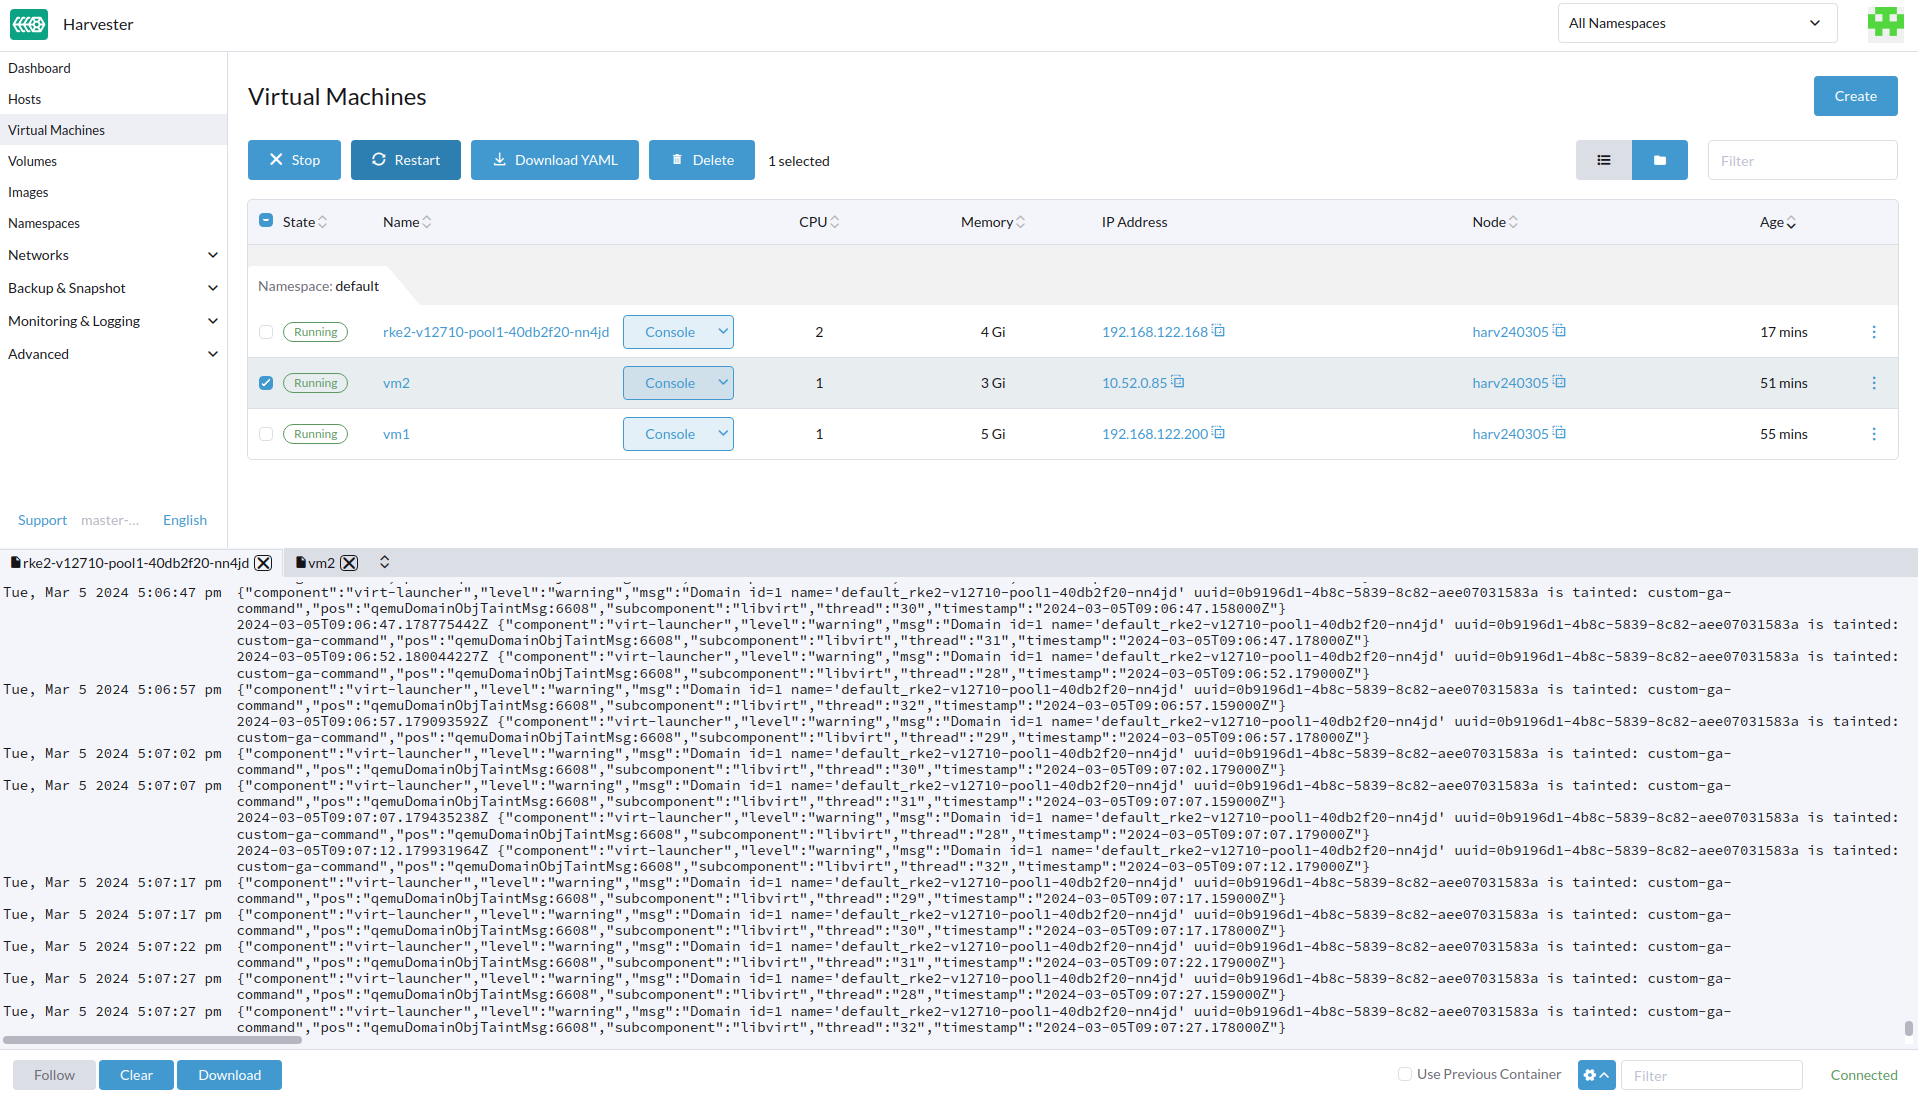 Harvester
All Namespaces
Dashboard
Hosts
Virtual Machines
Volumes
Images
Namespaces
Networks
Backup & Snapshot
Monitoring & Logging
Advanced
Support master-... English
Virtual Machines
Create
Stop Restart Download YAML Delete 1 selected
Filter
State Name CPU Memory IP Address Node Age
Namespace: default
Running rke2-v12710-pool1-40db2f20-nn4jd Console 2 4 Gi 192.168.122.168 harv240305 17 mins
Running vm2 Console 1 3 Gi 10.52.0.85 harv240305 51 mins
Running vm1 Console 1 5 Gi 192.168.122.200 harv240305 55 mins
rke2-v12710-pool1-40db2f20-nn4jd vm2
Tue, Mar 5 2024 5:06:47 pm {"component":"virt-launcher","level":"warning","msg":"Domain id=1 name='default_rke2-v12710-pool1-40db2f20-nn4jd' uuid=0b9196d1-4b8c-5839-8c82-aee07031583a is tainted: custom-ga-
command","pos":"qemuDomainObjTaintMsg:6608","subcomponent":"libvirt","thread":"30","timestamp":"2024-03-05T09:06:47.158000Z"}
2024-03-05T09:06:47.178775442Z {"component":"virt-launcher","level":"warning","msg":"Domain id=1 name='default_rke2-v12710-pool1-40db2f20-nn4jd' uuid=0b9196d1-4b8c-5839-8c82-aee07031583a is tainted:
custom-ga-command","pos":"qemuDomainObjTaintMsg:6608","subcomponent":"libvirt","thread":"31","timestamp":"2024-03-05T09:06:47.178000Z"}
2024-03-05T09:06:52.180044227Z {"component":"virt-launcher","level":"warning","msg":"Domain id=1 name='default_rke2-v12710-pool1-40db2f20-nn4jd' uuid=0b9196d1-4b8c-5839-8c82-aee07031583a is tainted:
custom-ga-command","pos":"qemuDomainObjTaintMsg:6608","subcomponent":"libvirt","thread":"28","timestamp":"2024-03-05T09:06:52.179000Z"}
Tue, Mar 5 2024 5:06:57 pm {"component":"virt-launcher","level":"warning","msg":"Domain id=1 name='default_rke2-v12710-pool1-40db2f20-nn4jd' uuid=0b9196d1-4b8c-5839-8c82-aee07031583a is tainted: custom-ga-
command","pos":"qemuDomainObjTaintMsg:6608","subcomponent":"libvirt","thread":"32","timestamp":"2024-03-05T09:06:57.159000Z"}
2024-03-05T09:06:57.179093592Z {"component":"virt-launcher","level":"warning","msg":"Domain id=1 name='default_rke2-v12710-pool1-40db2f20-nn4jd' uuid=0b9196d1-4b8c-5839-8c82-aee07031583a is tainted:
custom-ga-command","pos":"qemuDomainObjTaintMsg:6608","subcomponent":"libvirt","thread":"29","timestamp":"2024-03-05T09:06:57.178000Z"}
Tue, Mar 5 2024 5:07:02 pm {"component":"virt-launcher","level":"warning","msg":"Domain id=1 name='default_rke2-v12710-pool1-40db2f20-nn4jd' uuid=0b9196d1-4b8c-5839-8c82-aee07031583a is tainted: custom-ga-
command","pos":"qemuDomainObjTaintMsg:6608","subcomponent":"libvirt","thread":"30","timestamp":"2024-03-05T09:07:02.179000Z"}
Tue, Mar 5 2024 5:07:07 pm {"component":"virt-launcher","level":"warning","msg":"Domain id=1 name='default_rke2-v12710-pool1-40db2f20-nn4jd' uuid=0b9196d1-4b8c-5839-8c82-aee07031583a is tainted: custom-ga-
command","pos":"qemuDomainObjTaintMsg:6608","subcomponent":"libvirt","thread":"31","timestamp":"2024-03-05T09:07:07.159000Z"}
2024-03-05T09:07:07.179435238Z {"component":"virt-launcher","level":"warning","msg":"Domain id=1 name='default_rke2-v12710-pool1-40db2f20-nn4jd' uuid=0b9196d1-4b8c-5839-8c82-aee07031583a is tainted:
custom-ga-command","pos":"qemuDomainObjTaintMsg:6608","subcomponent":"libvirt","thread":"28","timestamp":"2024-03-05T09:07:07.179000Z"}
2024-03-05T09:07:12.179931964Z {"component":"virt-launcher","level":"warning","msg":"Domain id=1 name='default_rke2-v12710-pool1-40db2f20-nn4jd' uuid=0b9196d1-4b8c-5839-8c82-aee07031583a is tainted:
custom-ga-command","pos":"qemuDomainObjTaintMsg:6608","subcomponent":"libvirt","thread":"32","timestamp":"2024-03-05T09:07:12.179000Z"}
Tue, Mar 5 2024 5:07:17 pm {"component":"virt-launcher","level":"warning","msg":"Domain id=1 name='default_rke2-v12710-pool1-40db2f20-nn4jd' uuid=0b9196d1-4b8c-5839-8c82-aee07031583a is tainted: custom-ga-
command","pos":"qemuDomainObjTaintMsg:6608","subcomponent":"libvirt","thread":"29","timestamp":"2024-03-05T09:07:17.159000Z"}
Tue, Mar 5 2024 5:07:17 pm {"component":"virt-launcher","level":"warning","msg":"Domain id=1 name='default_rke2-v12710-pool1-40db2f20-nn4jd' uuid=0b9196d1-4b8c-5839-8c82-aee07031583a is tainted: custom-ga-
command","pos":"qemuDomainObjTaintMsg:6608","subcomponent":"libvirt","thread":"30","timestamp":"2024-03-05T09:07:17.178000Z"}
Tue, Mar 5 2024 5:07:22 pm {"component":"virt-launcher","level":"warning","msg":"Domain id=1 name='default_rke2-v12710-pool1-40db2f20-nn4jd' uuid=0b9196d1-4b8c-5839-8c82-aee07031583a is tainted: custom-ga-
command","pos":"qemuDomainObjTaintMsg:6608","subcomponent":"libvirt","thread":"31","timestamp":"2024-03-05T09:07:22.179000Z"}
Tue, Mar 5 2024 5:07:27 pm {"component":"virt-launcher","level":"warning","msg":"Domain id=1 name='default_rke2-v12710-pool1-40db2f20-nn4jd' uuid=0b9196d1-4b8c-5839-8c82-aee07031583a is tainted: custom-ga-
command","pos":"qemuDomainObjTaintMsg:6608","subcomponent":"libvirt","thread":"28","timestamp":"2024-03-05T09:07:27.159000Z"}
Tue, Mar 5 2024 5:07:27 pm {"component":"virt-launcher","level":"warning","msg":"Domain id=1 name='default_rke2-v12710-pool1-40db2f20-nn4jd' uuid=0b9196d1-4b8c-5839-8c82-aee07031583a is tainted: custom-ga-
command","pos":"qemuDomainObjTaintMsg:6608","subcomponent":"libvirt","thread":"32","timestamp":"2024-03-05T09:07:27.178000Z"}
Follow Clear Download Use Previous Container Filter Connected